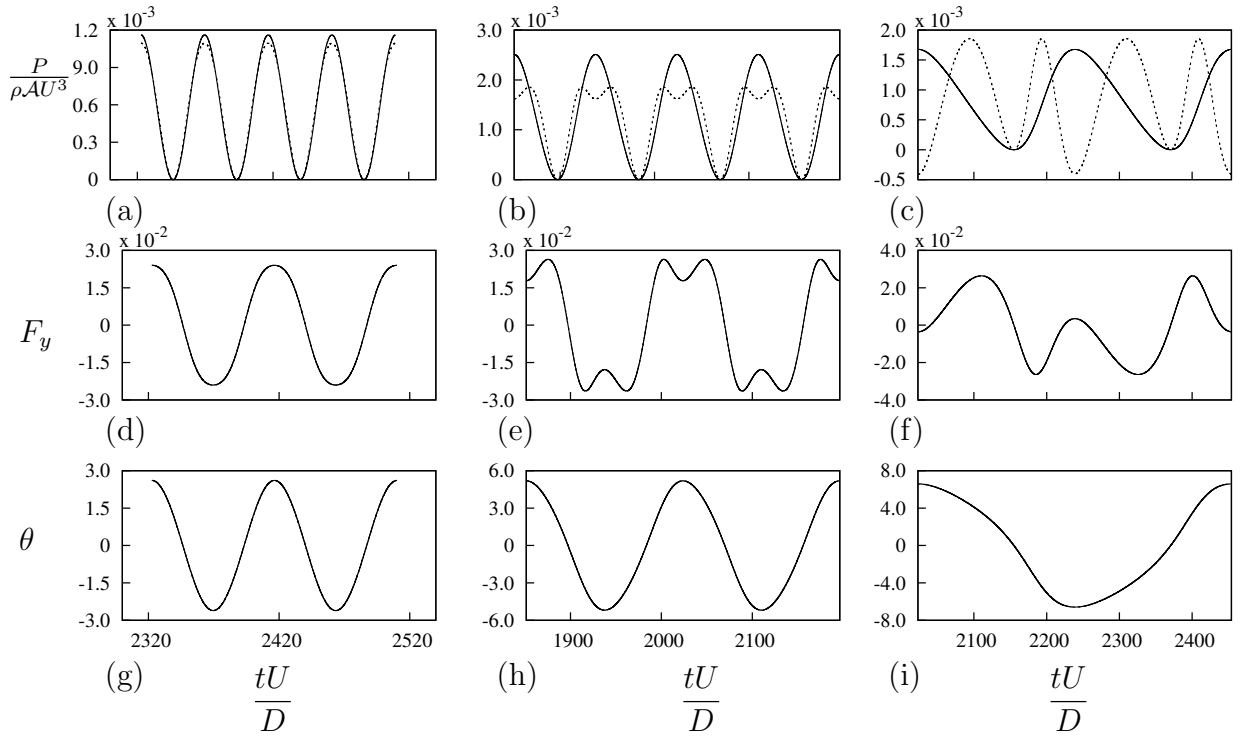 x 10⁻³ x 10⁻³ x 10⁻³
P/ρ𝒜U³
1.2 9.0 0.6 0.3 0
3.0 2.0 1.0 0
2.0 1.5 1.0 0.5 0 -0.5
(a) (b) (c)
x 10⁻² x 10⁻² x 10⁻²
F_y
3.0 1.5 0 -1.5 -3.0
3.0 1.5 0 -1.5 -3.0
4.0 2.0 0 -2.0 -4.0
(d) (e) (f)
θ
3.0 1.5 0 -1.5 -3.0
6.0 3.0 0 -3.0 -6.0
8.0 4.0 0 -4.0 -8.0
2320 2420 2520 1900 2000 2100 2100 2200 2300 2400
(g) tU/D (h) tU/D (i) tU/D